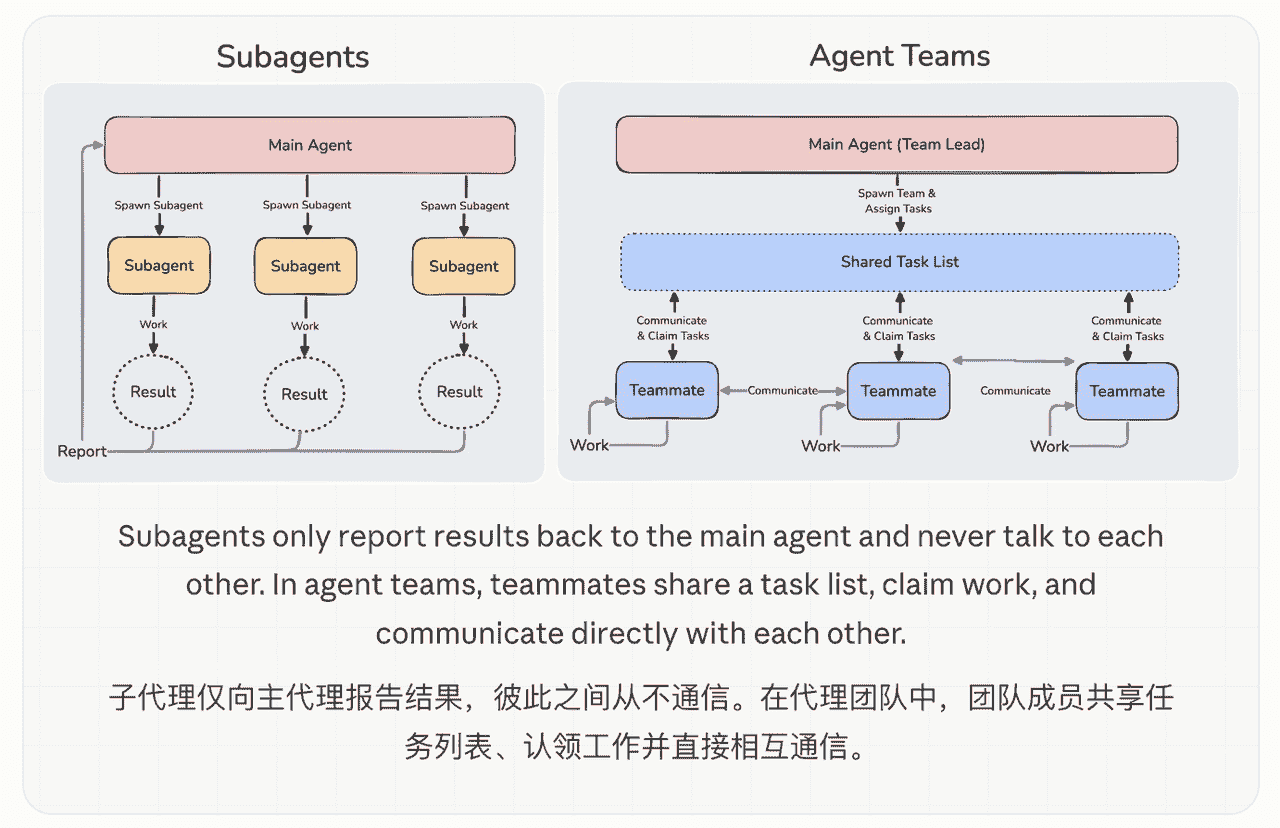 Subagents
Main Agent
Spawn Subagent
Spawn Subagent
Spawn Subagent
Subagent
Subagent
Subagent
Work
Work
Work
Result
Result
Result
Report
Agent Teams
Main Agent (Team Lead)
Spawn Team &
Assign Tasks
Shared Task List
Communicate
& Claim Tasks
Communicate
& Claim Tasks
Communicate
& Claim Tasks
Teammate
Communicate
Teammate
Communicate
Teammate
Work
Work
Work
Subagents only report results back to the main agent and never talk to each
other. In agent teams, teammates share a task list, claim work, and
communicate directly with each other.
子代理仅向主代理报告结果，彼此之间从不通信。在代理团队中，团队成员共享任
务列表、认领工作并直接相互通信。